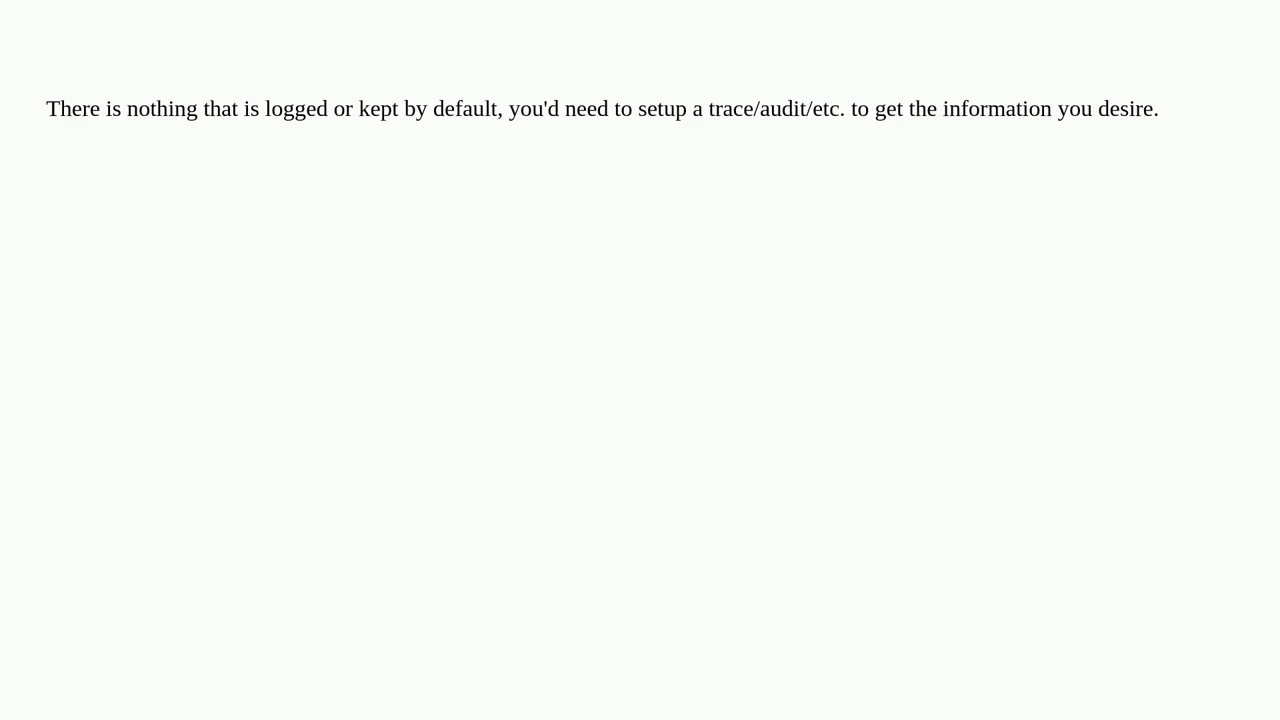 There is nothing that is logged or kept by default, you'd need to setup a trace/audit/etc. to get the information you desire.